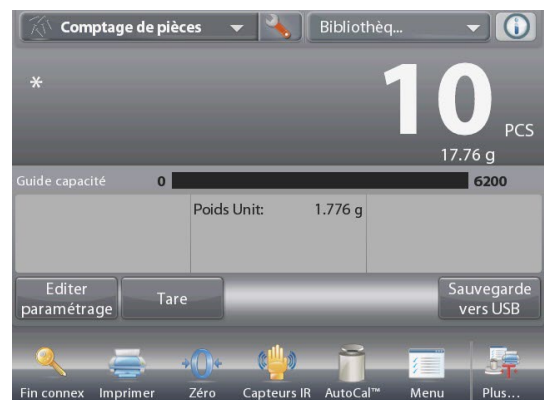 Comptage de pièces Bibliothèq...
*
10 PCS
17.76 g
Guide capacité 0 6200
Poids Unit: 1.776 g
Editer paramétrage Tare Sauvegarde vers USB
Fin connex Imprimer Zéro Capteurs IR AutoCal™ Menu Plus...